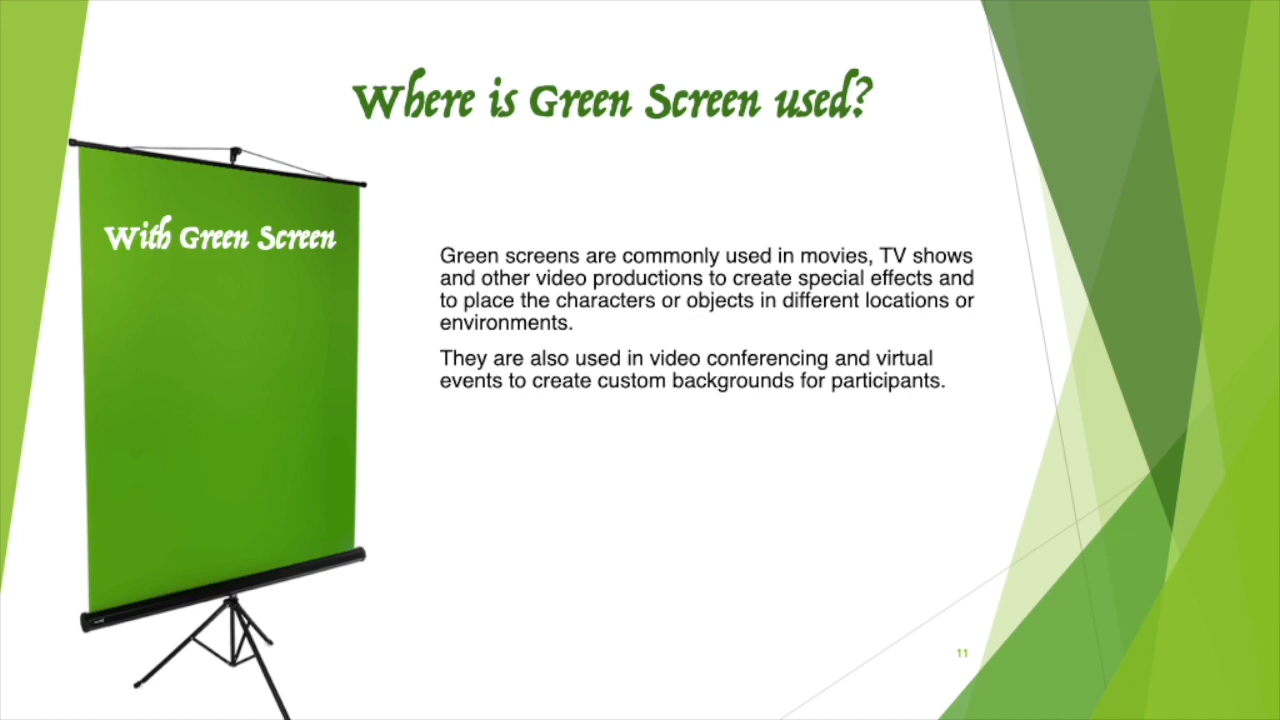 Where is Green Screen used?
With Green Screen
Green screens are commonly used in movies, TV shows
and other video productions to create special effects and
to place the characters or objects in different locations or
environments.
They are also used in video conferencing and virtual
events to create custom backgrounds for participants.
11